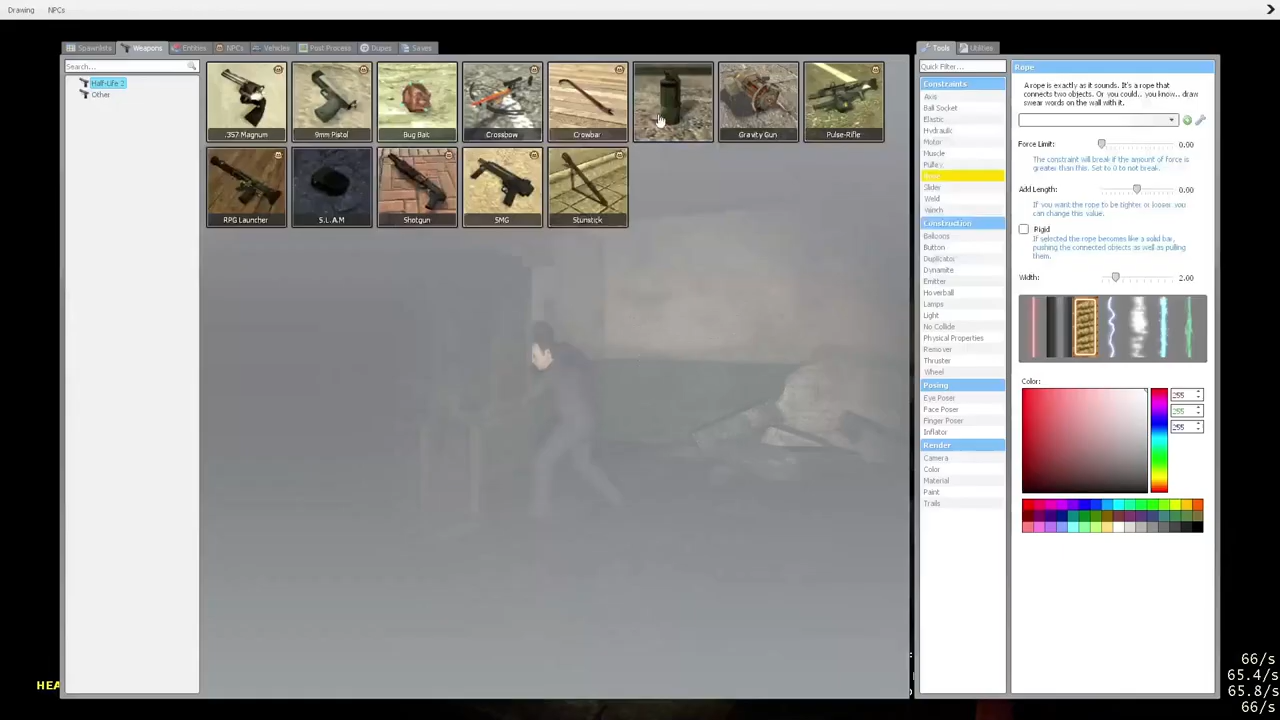 Drawing NPCs
Spawnlists Weapons Entities NPCs Vehicles Post Process Dupes Saves
Search...
Half-Life 2
Other
.357 Magnum
9mm Pistol
Bug Bait
Crossbow
Crowbar
Gravity Gun
Pulse-Rifle
RPG Launcher
S.L.A.M
Shotgun
SMG
Stunstick
HEA
Tools Utilities
Quick Filter...
Constraints
Axis
Ball Socket
Elastic
Hydraulic
Motor
Muscle
Pulley
Slider
Weld
Winch
Construction
Balloons
Button
Duplicator
Dynamite
Emitter
Hoverball
Lamps
Light
No Collide
Physical Properties
Remover
Thruster
Wheel
Posing
Eye Poser
Face Poser
Finger Poser
Inflator
Render
Camera
Color
Material
Paint
Trails
Rope
A rope is exactly as it sounds. It's a rope that
connects two objects. Or you could.. you know.. draw
swear words on the wall with it.
Force Limit: 0.00
The constraint will break if the amount of force is
greater than this. Set to 0 to not break.
Add Length: 0.00
If you want the rope to be tighter or looser you
can change this value.
Rigid
If selected the rope becomes like a solid bar,
pushing the connected objects as well as pulling
them.
Width: 2.00
Color:
255
255
255
66/s
65.4/s
65.8/s
66/s